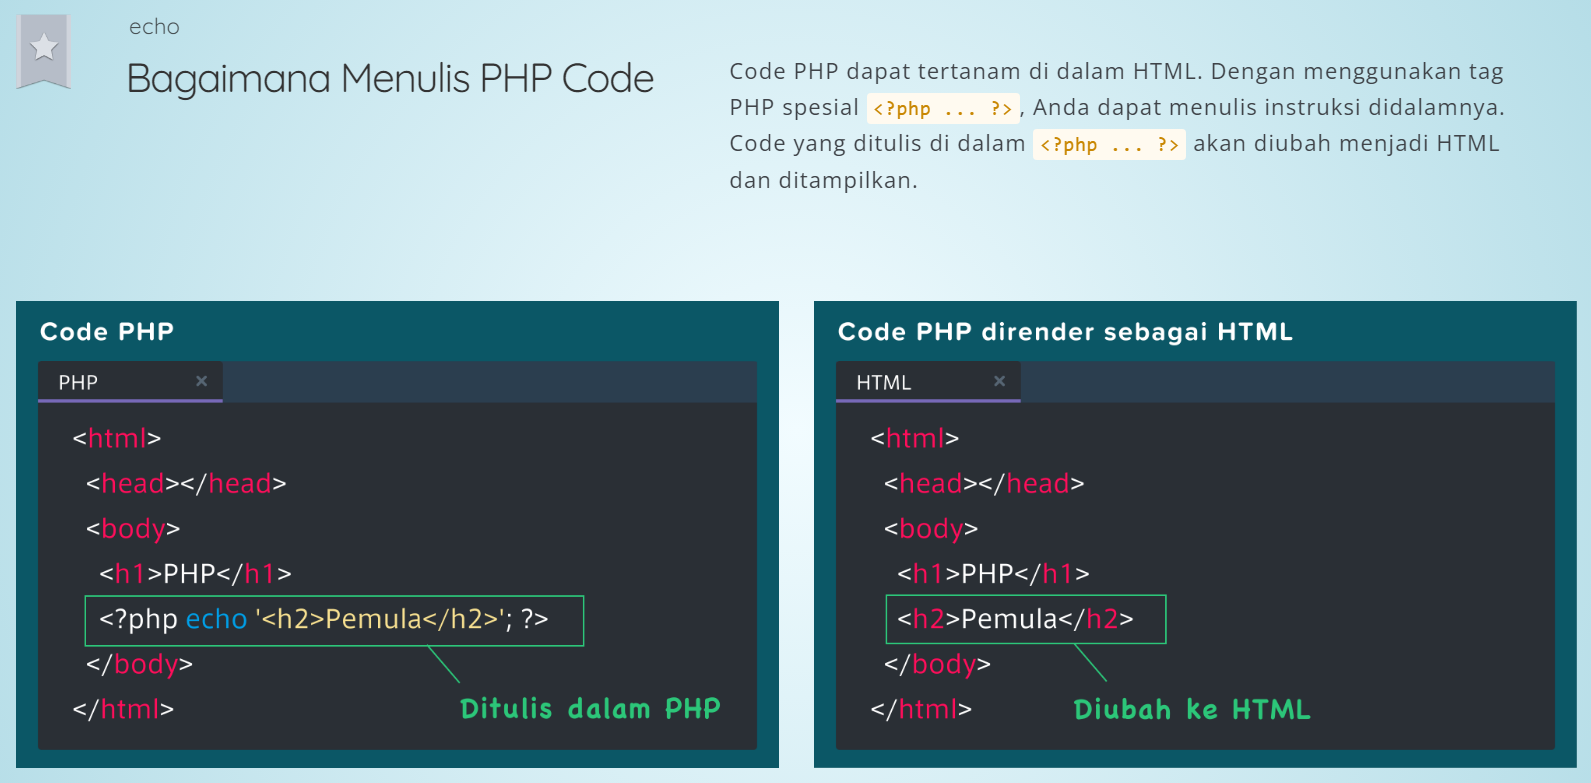 echo
Bagaimana Menulis PHP Code
Code PHP dapat tertanam di dalam HTML. Dengan menggunakan tag
PHP spesial <?php ... ?>, Anda dapat menulis instruksi didalamnya.
Code yang ditulis di dalam <?php ... ?> akan diubah menjadi HTML
dan ditampilkan.
Code PHP
PHP ×
<html>
<head></head>
<body>
<h1>PHP</h1>
<?php echo '<h2>Pemula</h2>'; ?>
</body>
</html>
Ditulis dalam PHP
Code PHP dirender sebagai HTML
HTML ×
<html>
<head></head>
<body>
<h1>PHP</h1>
<h2>Pemula</h2>
</body>
</html>
Diubah ke HTML